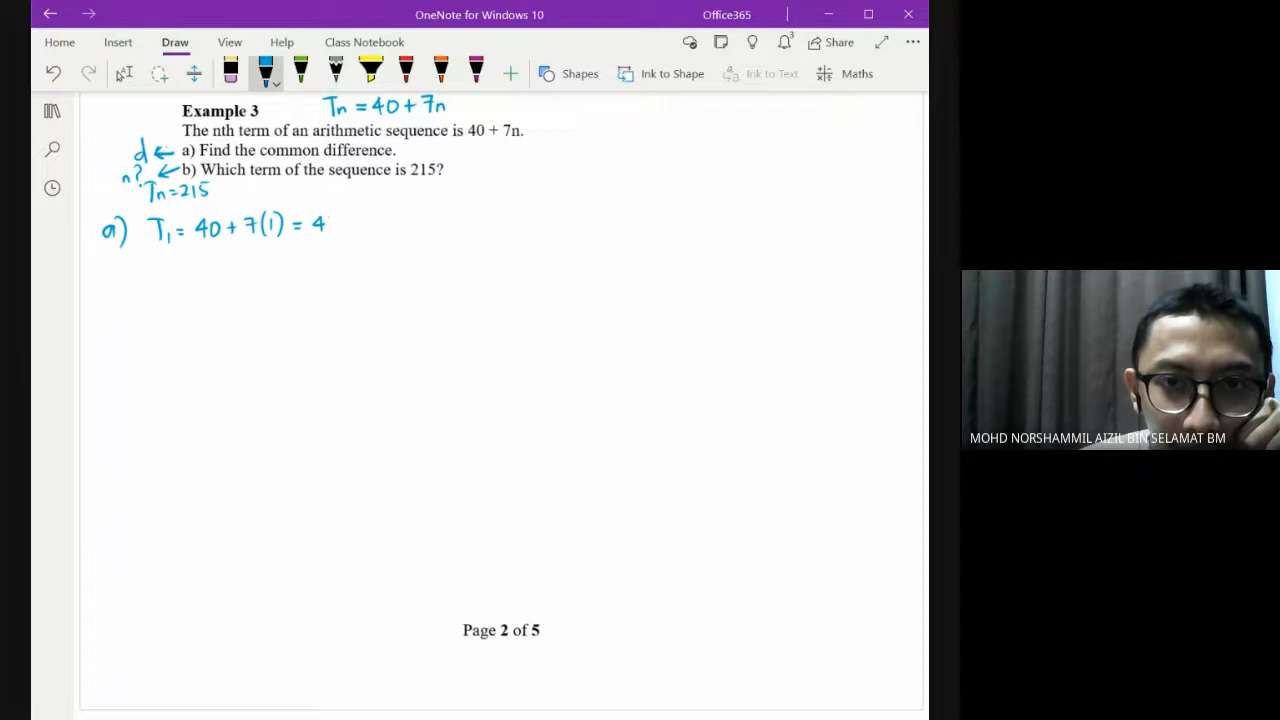 OneNote for Windows 10
Office365
Home Insert Draw View Help Class Notebook
3
Share
Shapes
Ink to Shape
Ink to Text
Maths
Example 3 Tn = 40 + 7n
The nth term of an arithmetic sequence is 40 + 7n.
d ← a) Find the common difference.
n? ← b) Which term of the sequence is 215?
Tn = 215
a) T1 = 40 + 7(1) = 4
MOHD NORSHAMMIL AIZIL BIN SELAMAT BM
Page 2 of 5